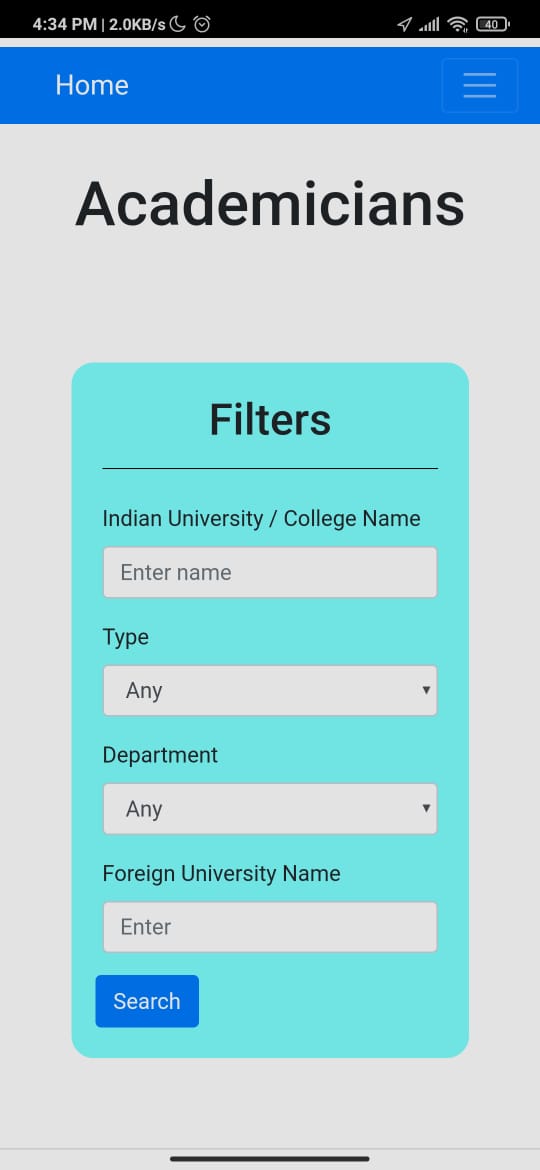 4:34 PM | 2.0KB/s
40
Home
Academicians
Filters
Indian University / College Name
Enter name
Type
Any
Department
Any
Foreign University Name
Enter
Search